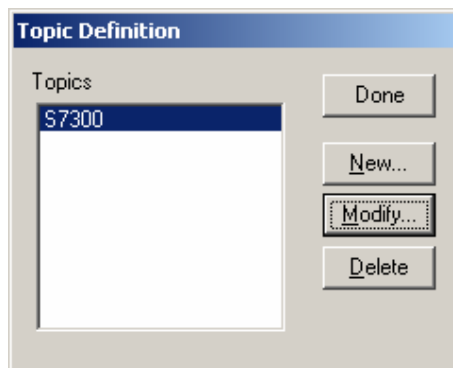 Topic Definition
Topics
S7300
Done
New...
Modify...
Delete